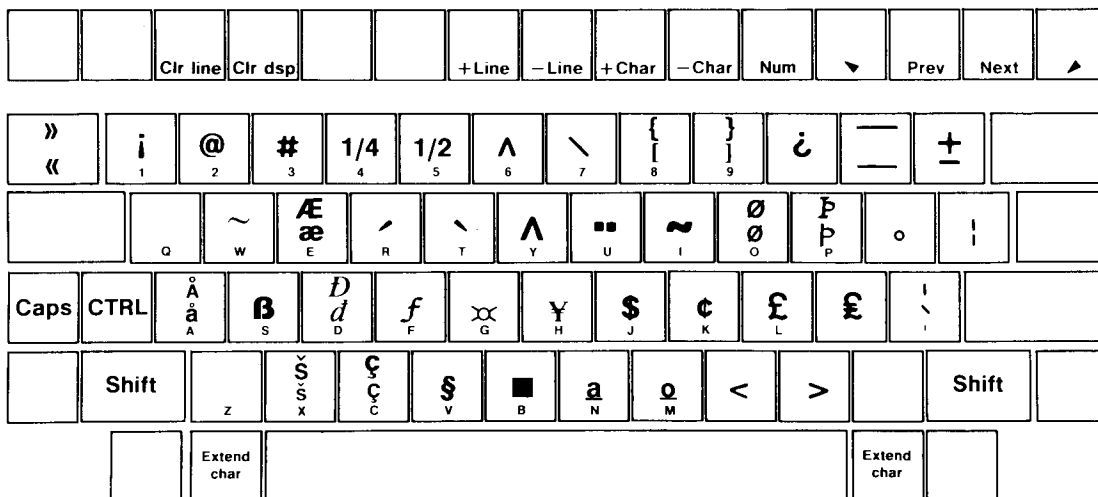 Clr line Clr dsp +Line −Line +Char −Char Num Prev Next
» ¡ @ # 1/4 1/2 ∧ \ { } ¿ — ±
« [ ] —
1 2 3 4 5 6 7 8 9
~ Æ ´ ` ∧ ¨ ~ Ø Þ ° ¦
æ ø þ
Q W E R T Y U I O P
Caps CTRL Å ß Đ ƒ ¤ ¥ $ ¢ £ ₤ '
å đ `
A S D F G H J K L '
Shift Š Ç § ■ a o < > Shift
š ç
Z X C V B N M
Extend char Extend char